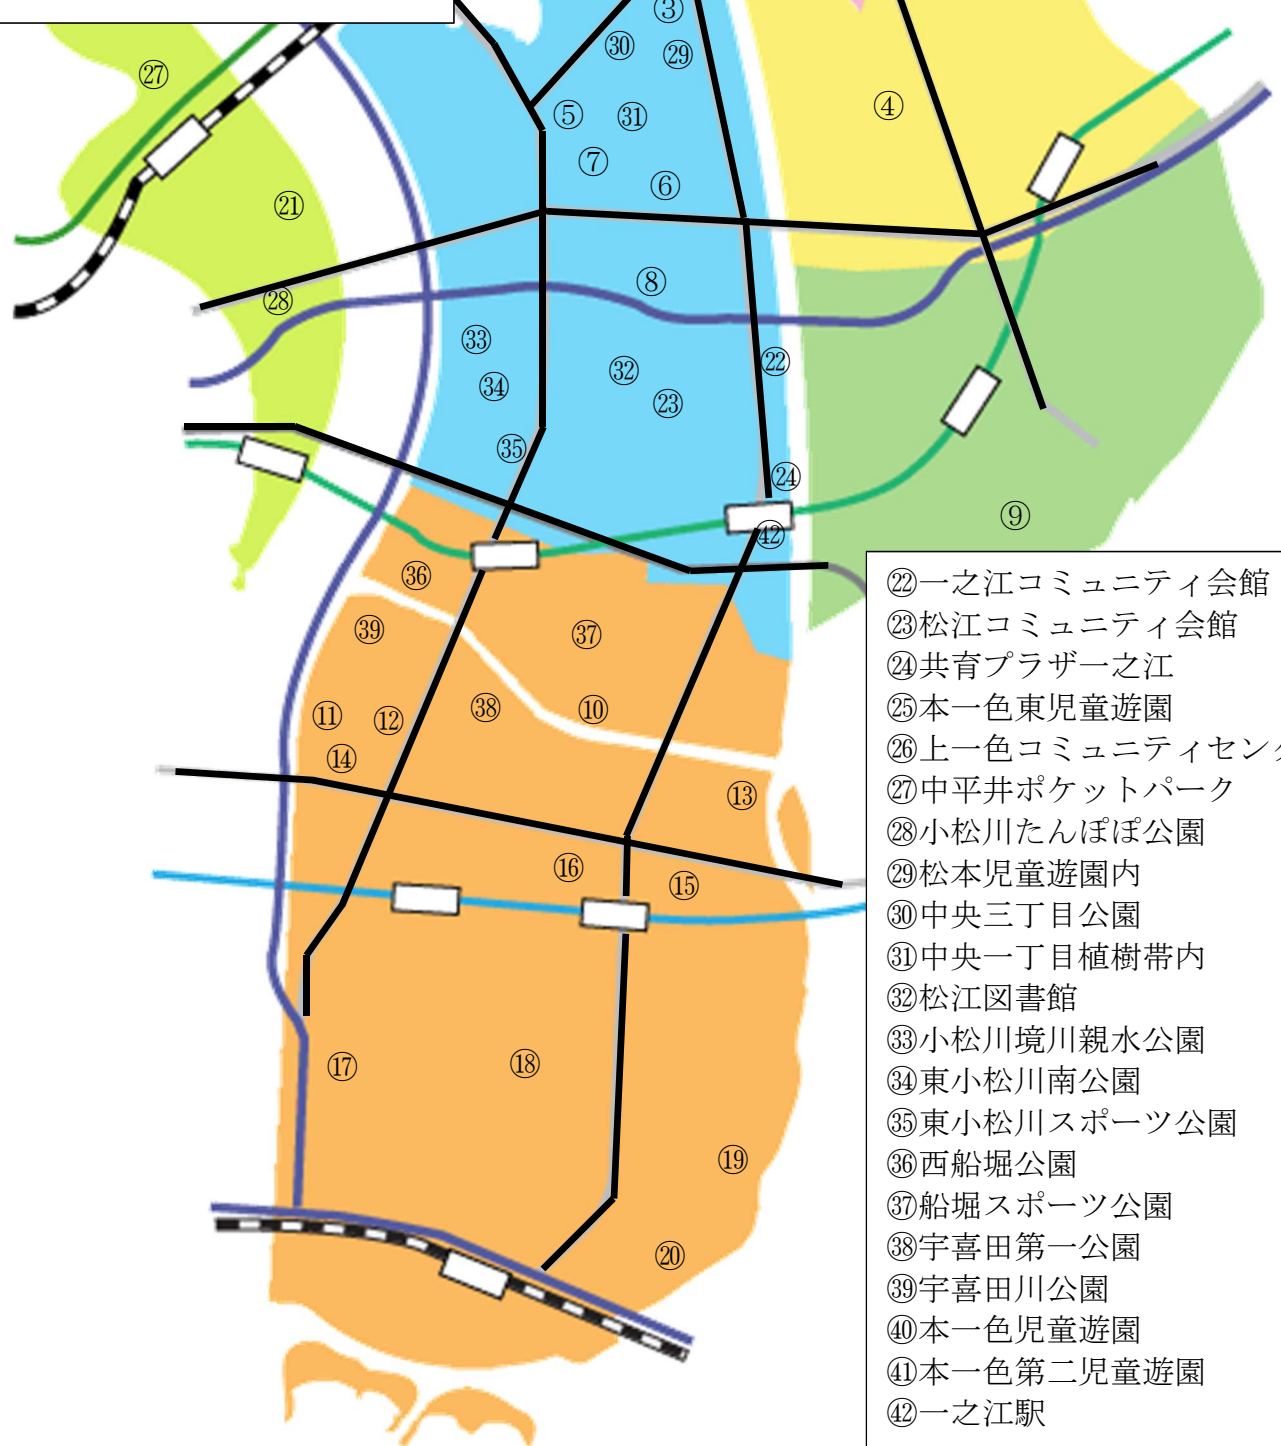 ③
㉚
㉙
㉗
④
⑤
㉛
⑦
⑥
㉑
⑧
㉘
㉝
㉒
㉜
㉞
㉓
㉟
㉔
⑨
㊷
㊱
㊴
㊲
⑪
⑫
㊳
⑩
⑭
⑬
⑯
⑮
⑰
⑱
⑲
⑳
㉒一之江コミュニティ会館
㉓松江コミュニティ会館
㉔共育プラザ一之江
㉕本一色東児童遊園
㉖上一色コミュニティセン
㉗中平井ポケットパーク
㉘小松川たんぽぽ公園
㉙松本児童遊園内
㉚中央三丁目公園
㉛中央一丁目植樹帯内
㉜松江図書館
㉝小松川境川親水公園
㉞東小松川南公園
㉟東小松川スポーツ公園
㊱西船堀公園
㊲船堀スポーツ公園
㊳宇喜田第一公園
㊴宇喜田川公園
㊵本一色児童遊園
㊶本一色第二児童遊園
㊷一之江駅